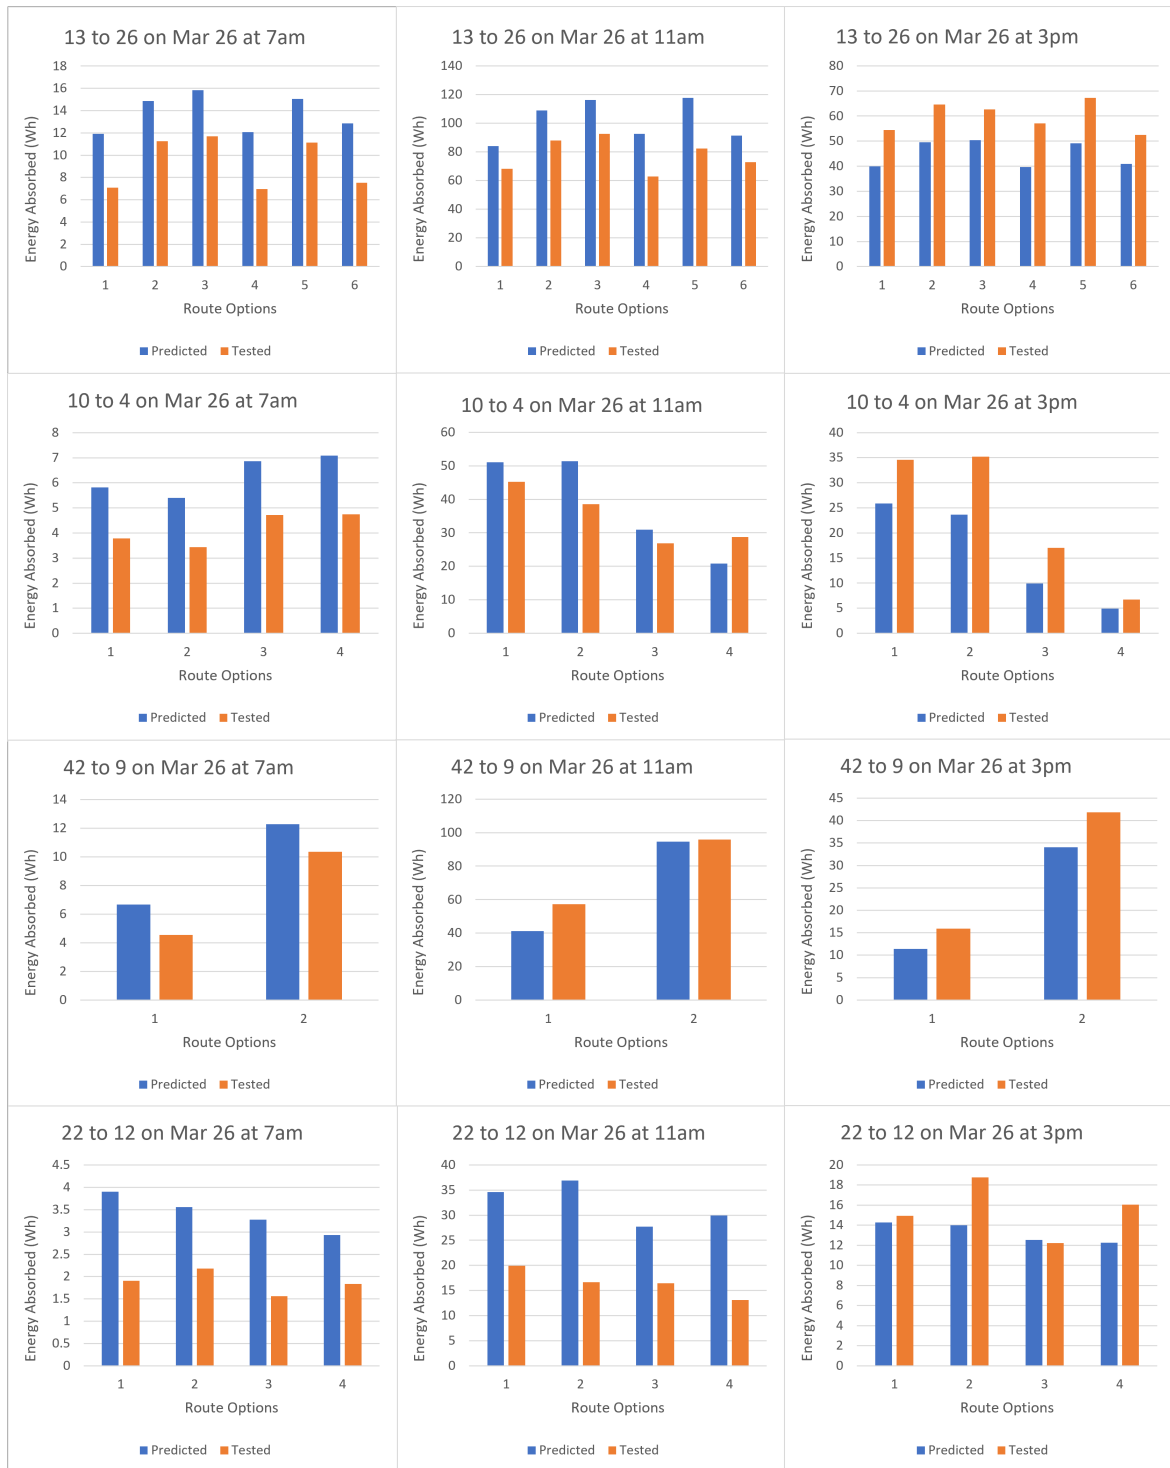 13 to 26 on Mar 26 at 7am
Energy Absorbed (Wh)
18
16
14
12
10
8
6
4
2
0
1 2 3 4 5 6
Route Options
Predicted Tested
13 to 26 on Mar 26 at 11am
Energy Absorbed (Wh)
140
120
100
80
60
40
20
0
1 2 3 4 5 6
Route Options
Predicted Tested
13 to 26 on Mar 26 at 3pm
Energy Absorbed (Wh)
80
70
60
50
40
30
20
10
0
1 2 3 4 5 6
Route Options
Predicted Tested
10 to 4 on Mar 26 at 7am
Energy Absorbed (Wh)
8
7
6
5
4
3
2
1
0
1 2 3 4
Route Options
Predicted Tested
10 to 4 on Mar 26 at 11am
Energy Absorbed (Wh)
60
50
40
30
20
10
0
1 2 3 4
Route Options
Predicted Tested
10 to 4 on Mar 26 at 3pm
Energy Absorbed (Wh)
40
35
30
25
20
15
10
5
0
1 2 3 4
Route Options
Predicted Tested
42 to 9 on Mar 26 at 7am
Energy Absorbed (Wh)
14
12
10
8
6
4
2
0
1 2
Route Options
Predicted Tested
42 to 9 on Mar 26 at 11am
Energy Absorbed (Wh)
120
100
80
60
40
20
0
1 2
Route Options
Predicted Tested
42 to 9 on Mar 26 at 3pm
Energy Absorbed (Wh)
45
40
35
30
25
20
15
10
5
0
1 2
Route Options
Predicted Tested
22 to 12 on Mar 26 at 7am
Energy Absorbed (Wh)
4.5
4
3.5
3
2.5
2
1.5
1
0.5
0
1 2 3 4
Route Options
Predicted Tested
22 to 12 on Mar 26 at 11am
Energy Absorbed (Wh)
40
35
30
25
20
15
10
5
0
1 2 3 4
Route Options
Predicted Tested
22 to 12 on Mar 26 at 3pm
Energy Absorbed (Wh)
20
18
16
14
12
10
8
6
4
2
0
1 2 3 4
Route Options
Predicted Tested